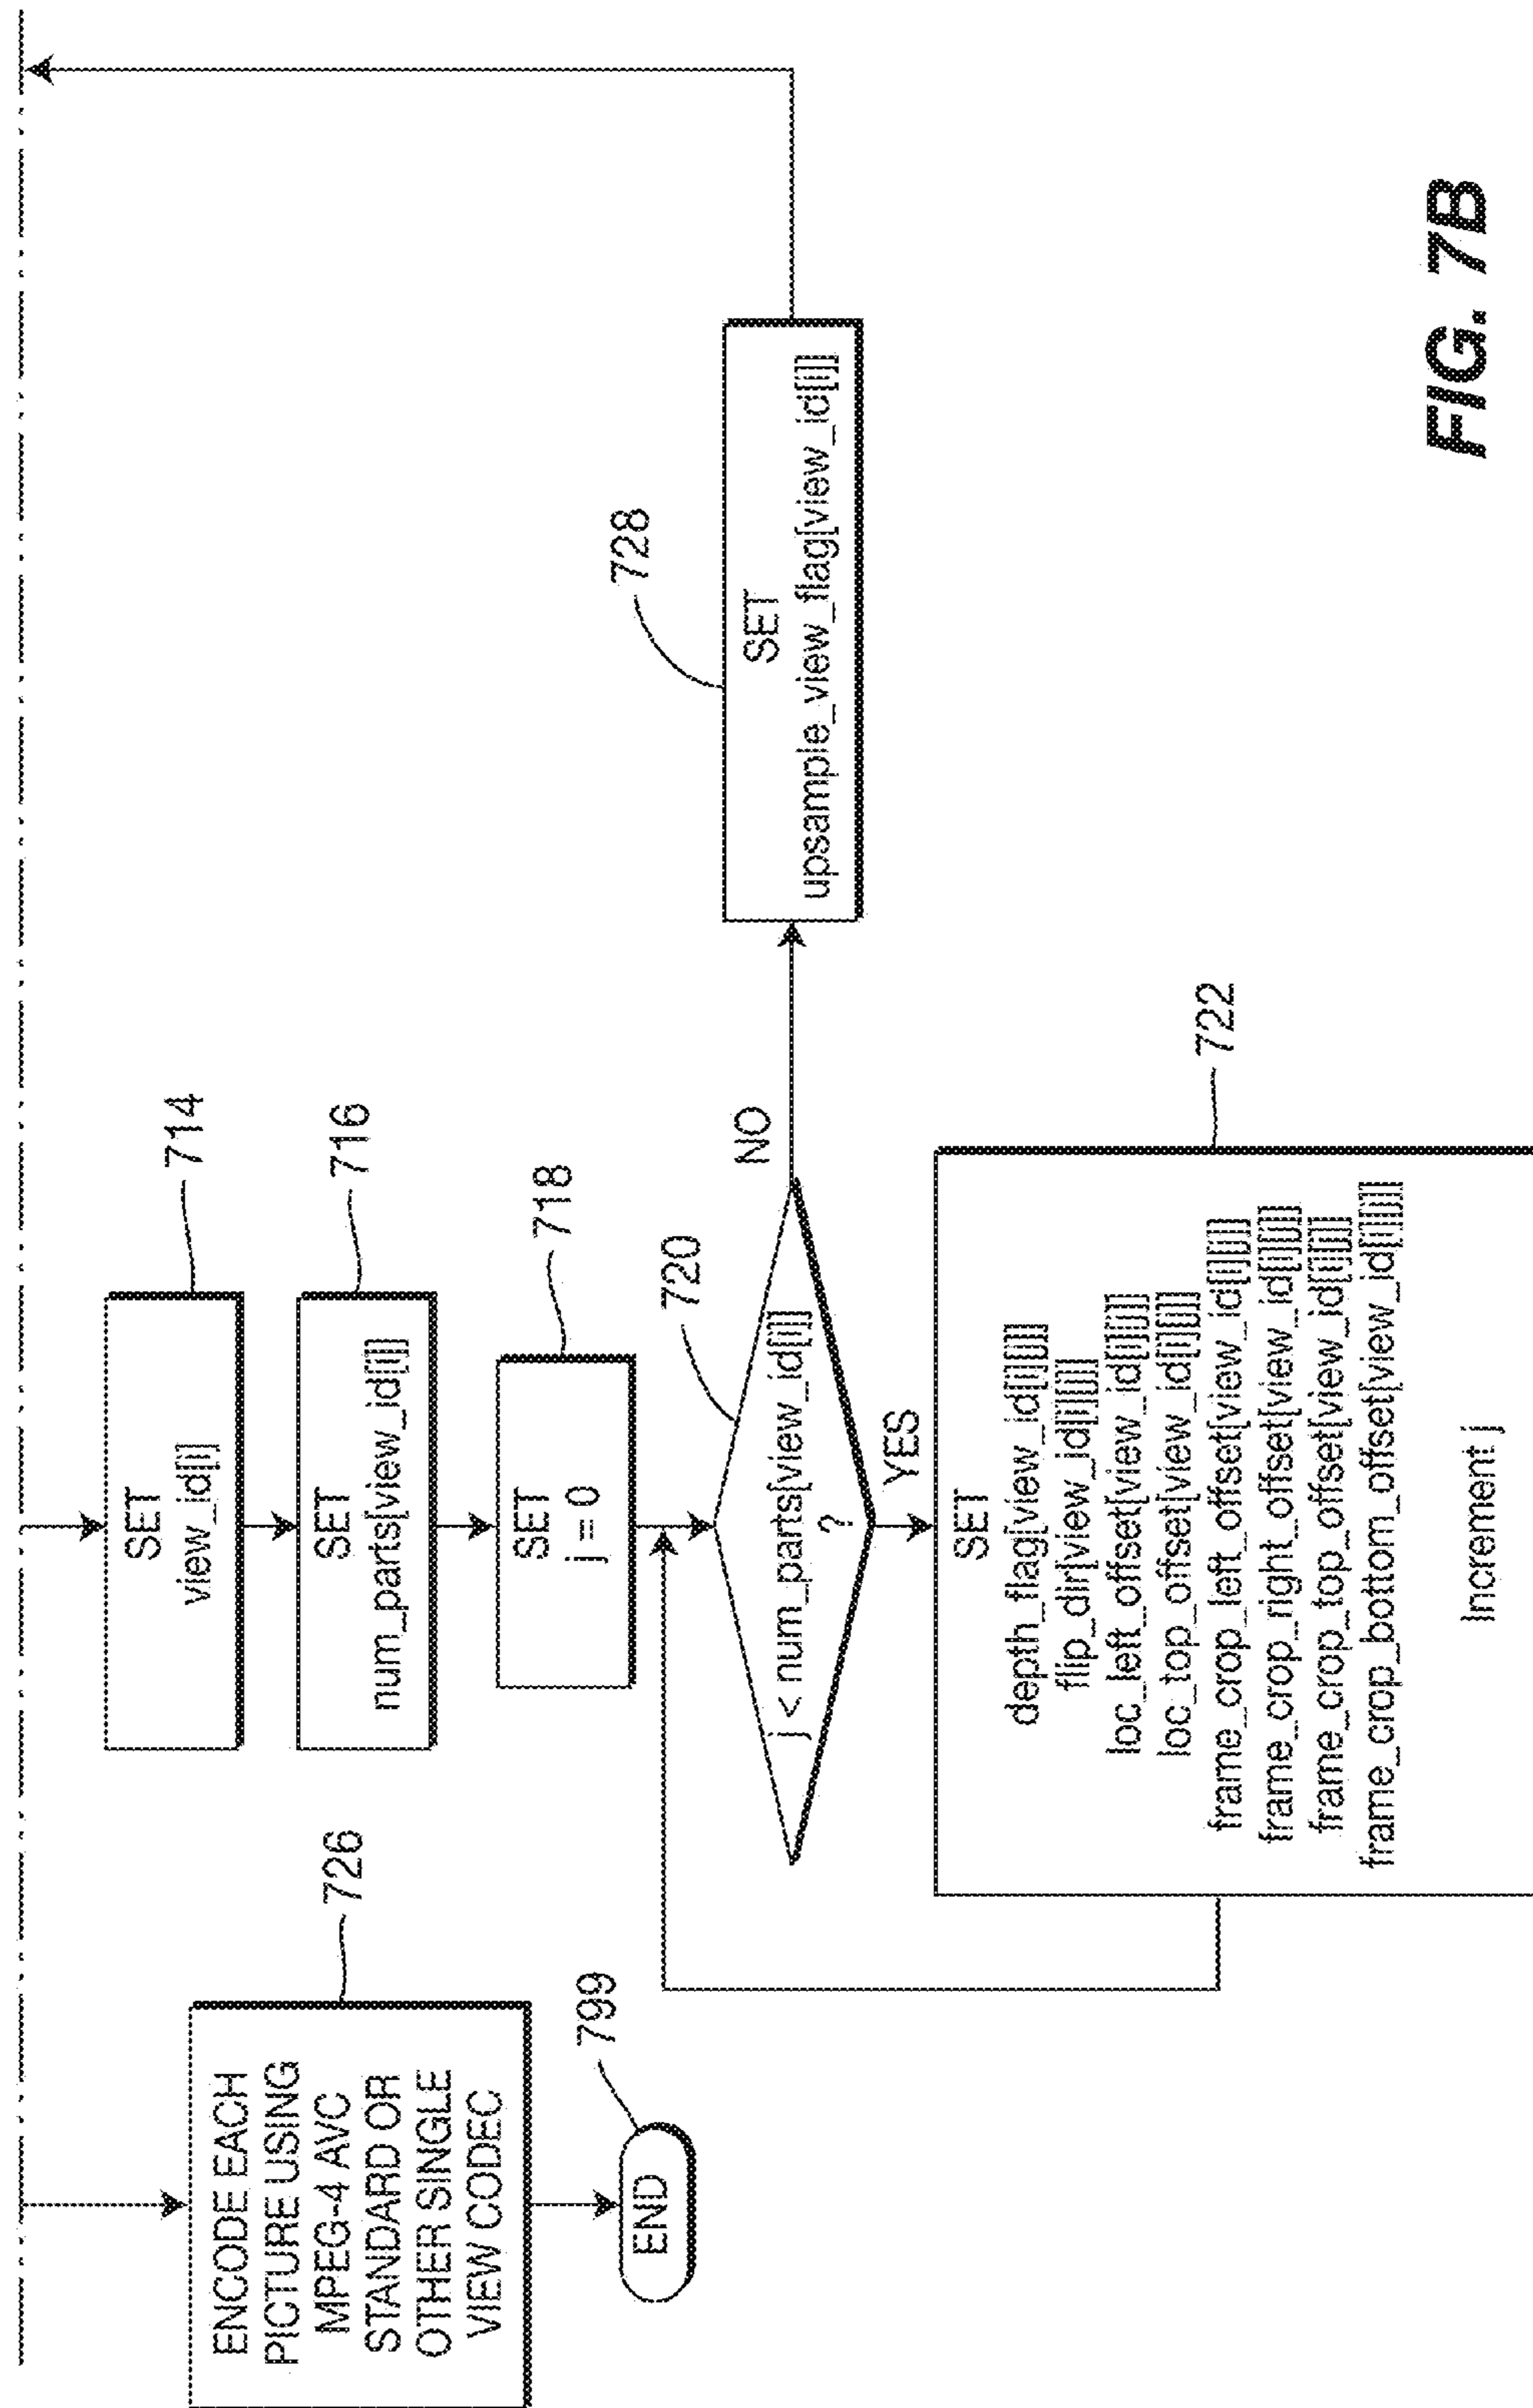 ENCODE EACH
PICTURE USING
MPEG-4 AVC
STANDARD OR
OTHER SINGLE
VIEW CODEC
726
END
799
SET
view_id[i]
714
SET
num_parts[view_id[i]]
716
SET
j = 0
718
j < num_parts[view_id[i]]
?
720
NO
YES
SET
depth_flag[view_id[i]][j]]
flip_dir[view_id[i][j]]
loc_left_offset[view_id[i][j]]
loc_top_offset[view_id[i][j]]
frame_crop_left_offset[view_id[i][j]]
frame_crop_right_offset[view_id[i][j]]
frame_crop_top_offset[view_id[i][j]]
frame_crop_bottom_offset[view_id[i][j]]
Increment j
722
SET
upsample_view_flag[view_id[i]]
728
FIG. 7B